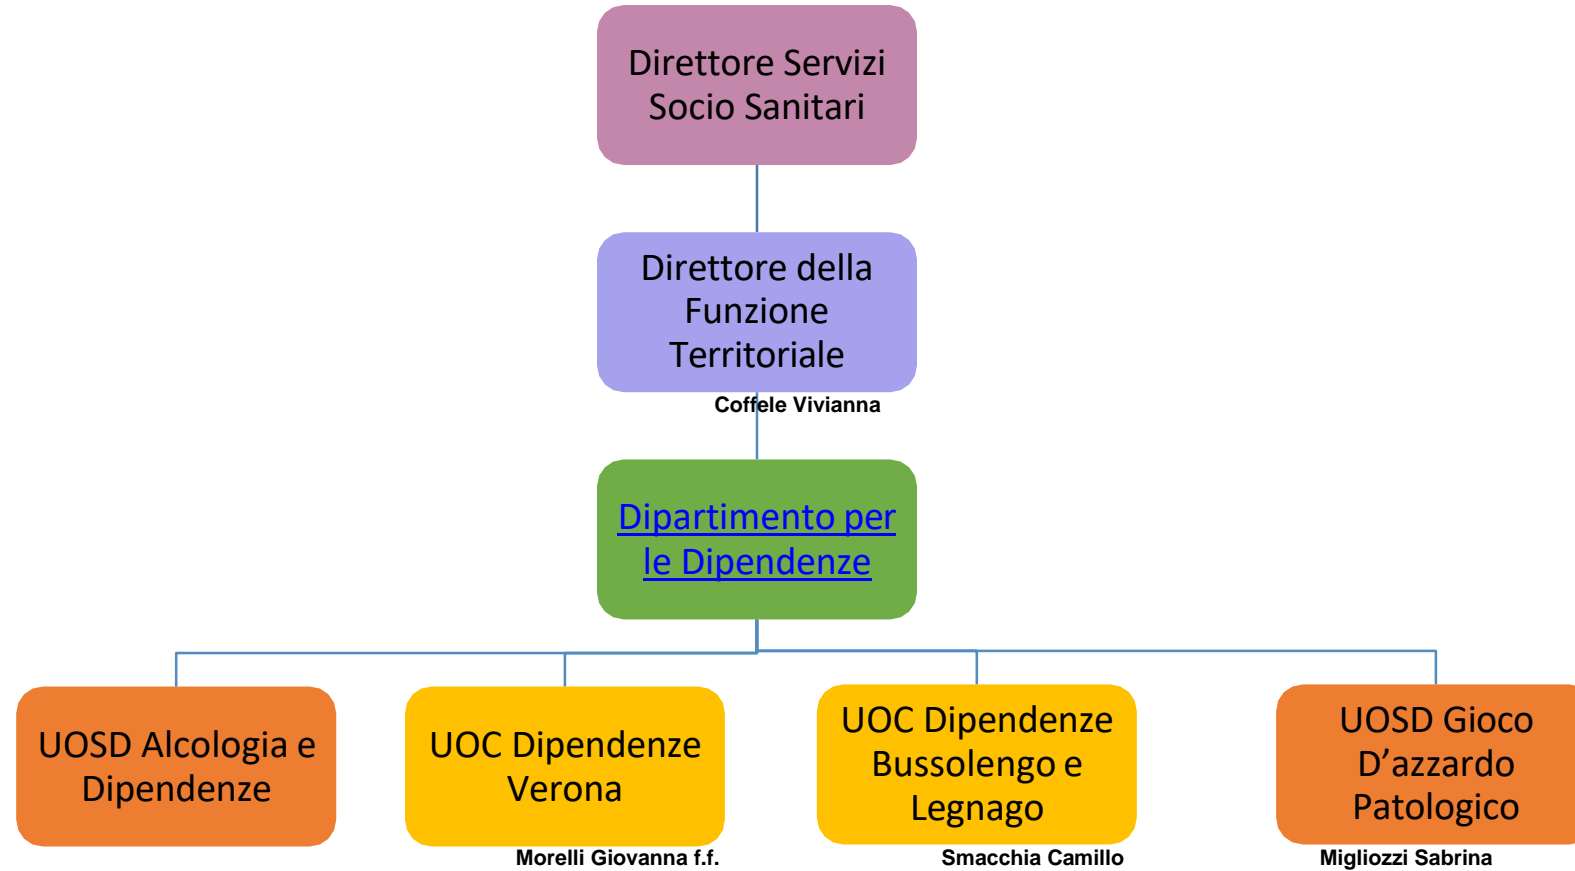 Direttore Servizi
Socio Sanitari
Direttore della
Funzione
Territoriale
Coffele Vivianna
Dipartimento per
le Dipendenze
UOSD Alcologia e
Dipendenze
UOC Dipendenze
Verona
Morelli Giovanna f.f.
UOC Dipendenze
Bussolengo e
Legnago
Smacchia Camillo
UOSD Gioco
D’azzardo
Patologico
Migliozzi Sabrina